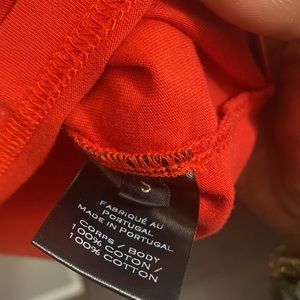 S
FABRIQUÉ AU
PORTUGAL
MADE IN PORTUGAL
CORPS / BODY
100% COTON /
100% COTTON